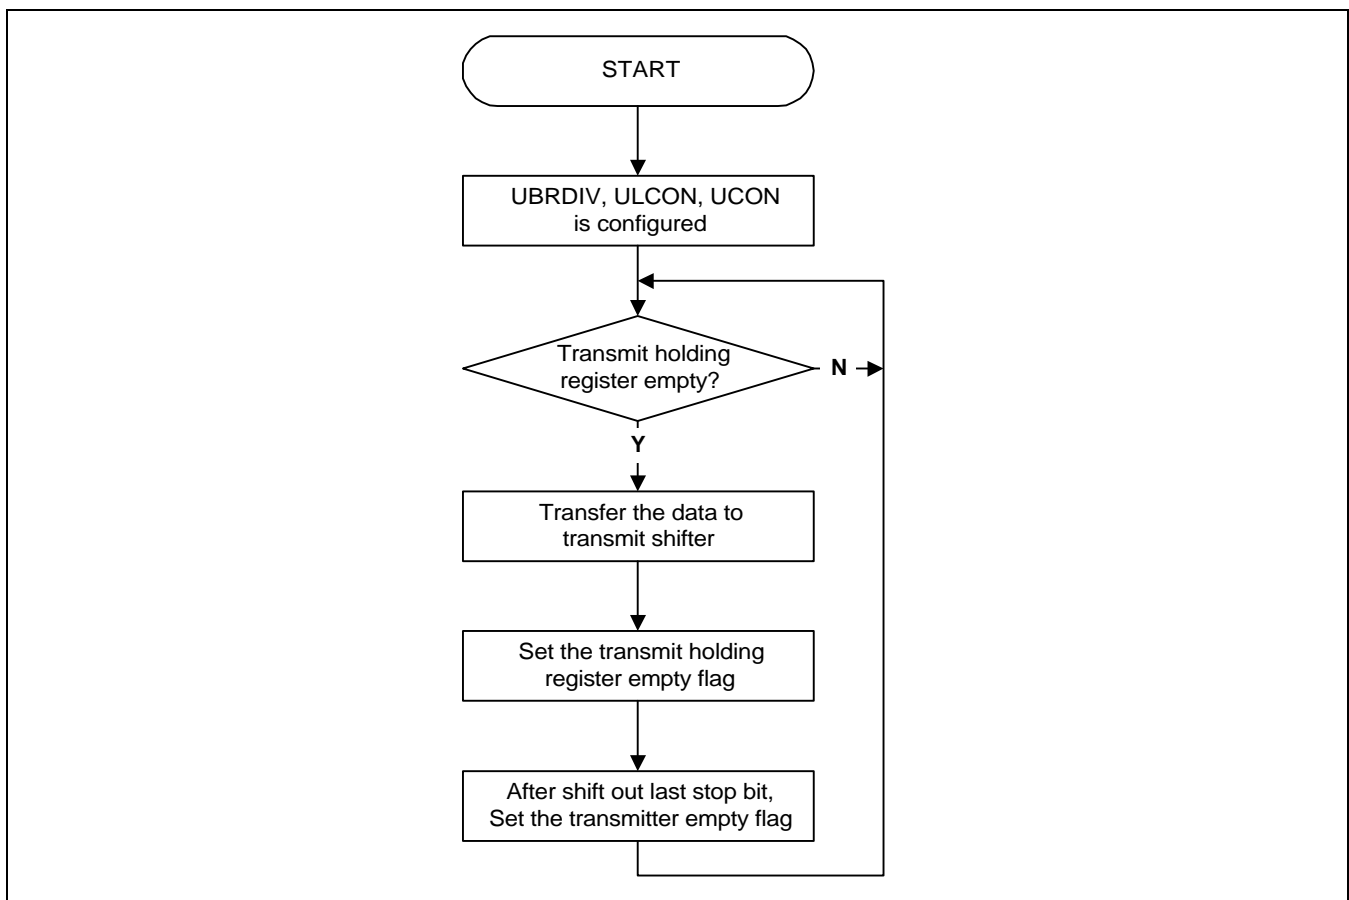 START
UBRDIV, ULCON, UCON
is configured
Transmit holding
register empty?
N
Y
Transfer the data to
transmit shifter
Set the transmit holding
register empty flag
After shift out last stop bit,
Set the transmitter empty flag